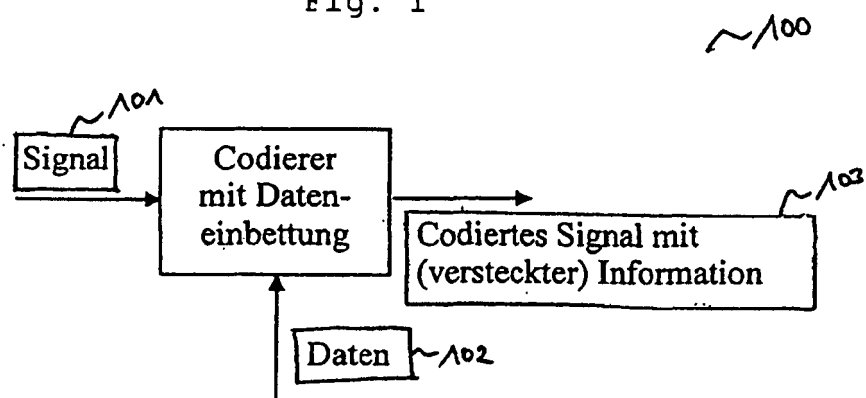 Fig. 1
100
101
Signal
Codierer
mit Daten-
einbettung
103
Codiertes Signal mit
(versteckter) Information
Daten
102